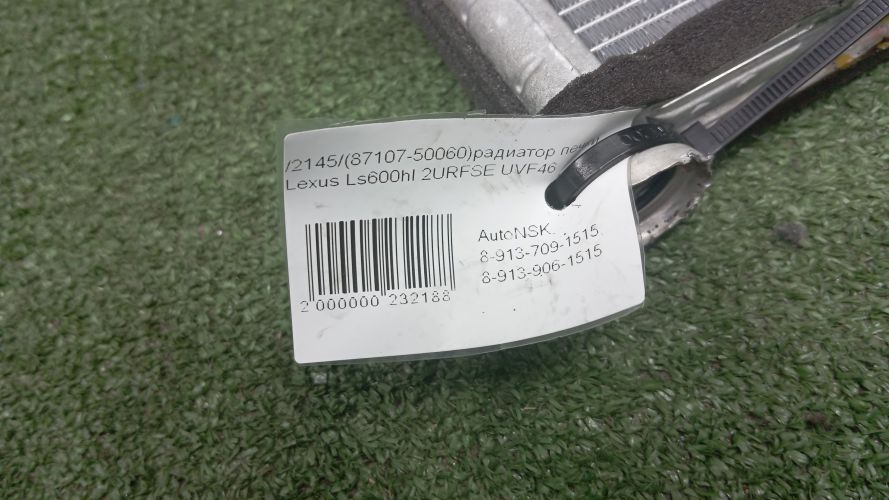 /2145/(87107-50060)радиатор печки
Lexus Ls600hl 2URFSE UVF46
AutoNSK.
8-913-709-1515,
8-913-906-1515
2 000000 232188